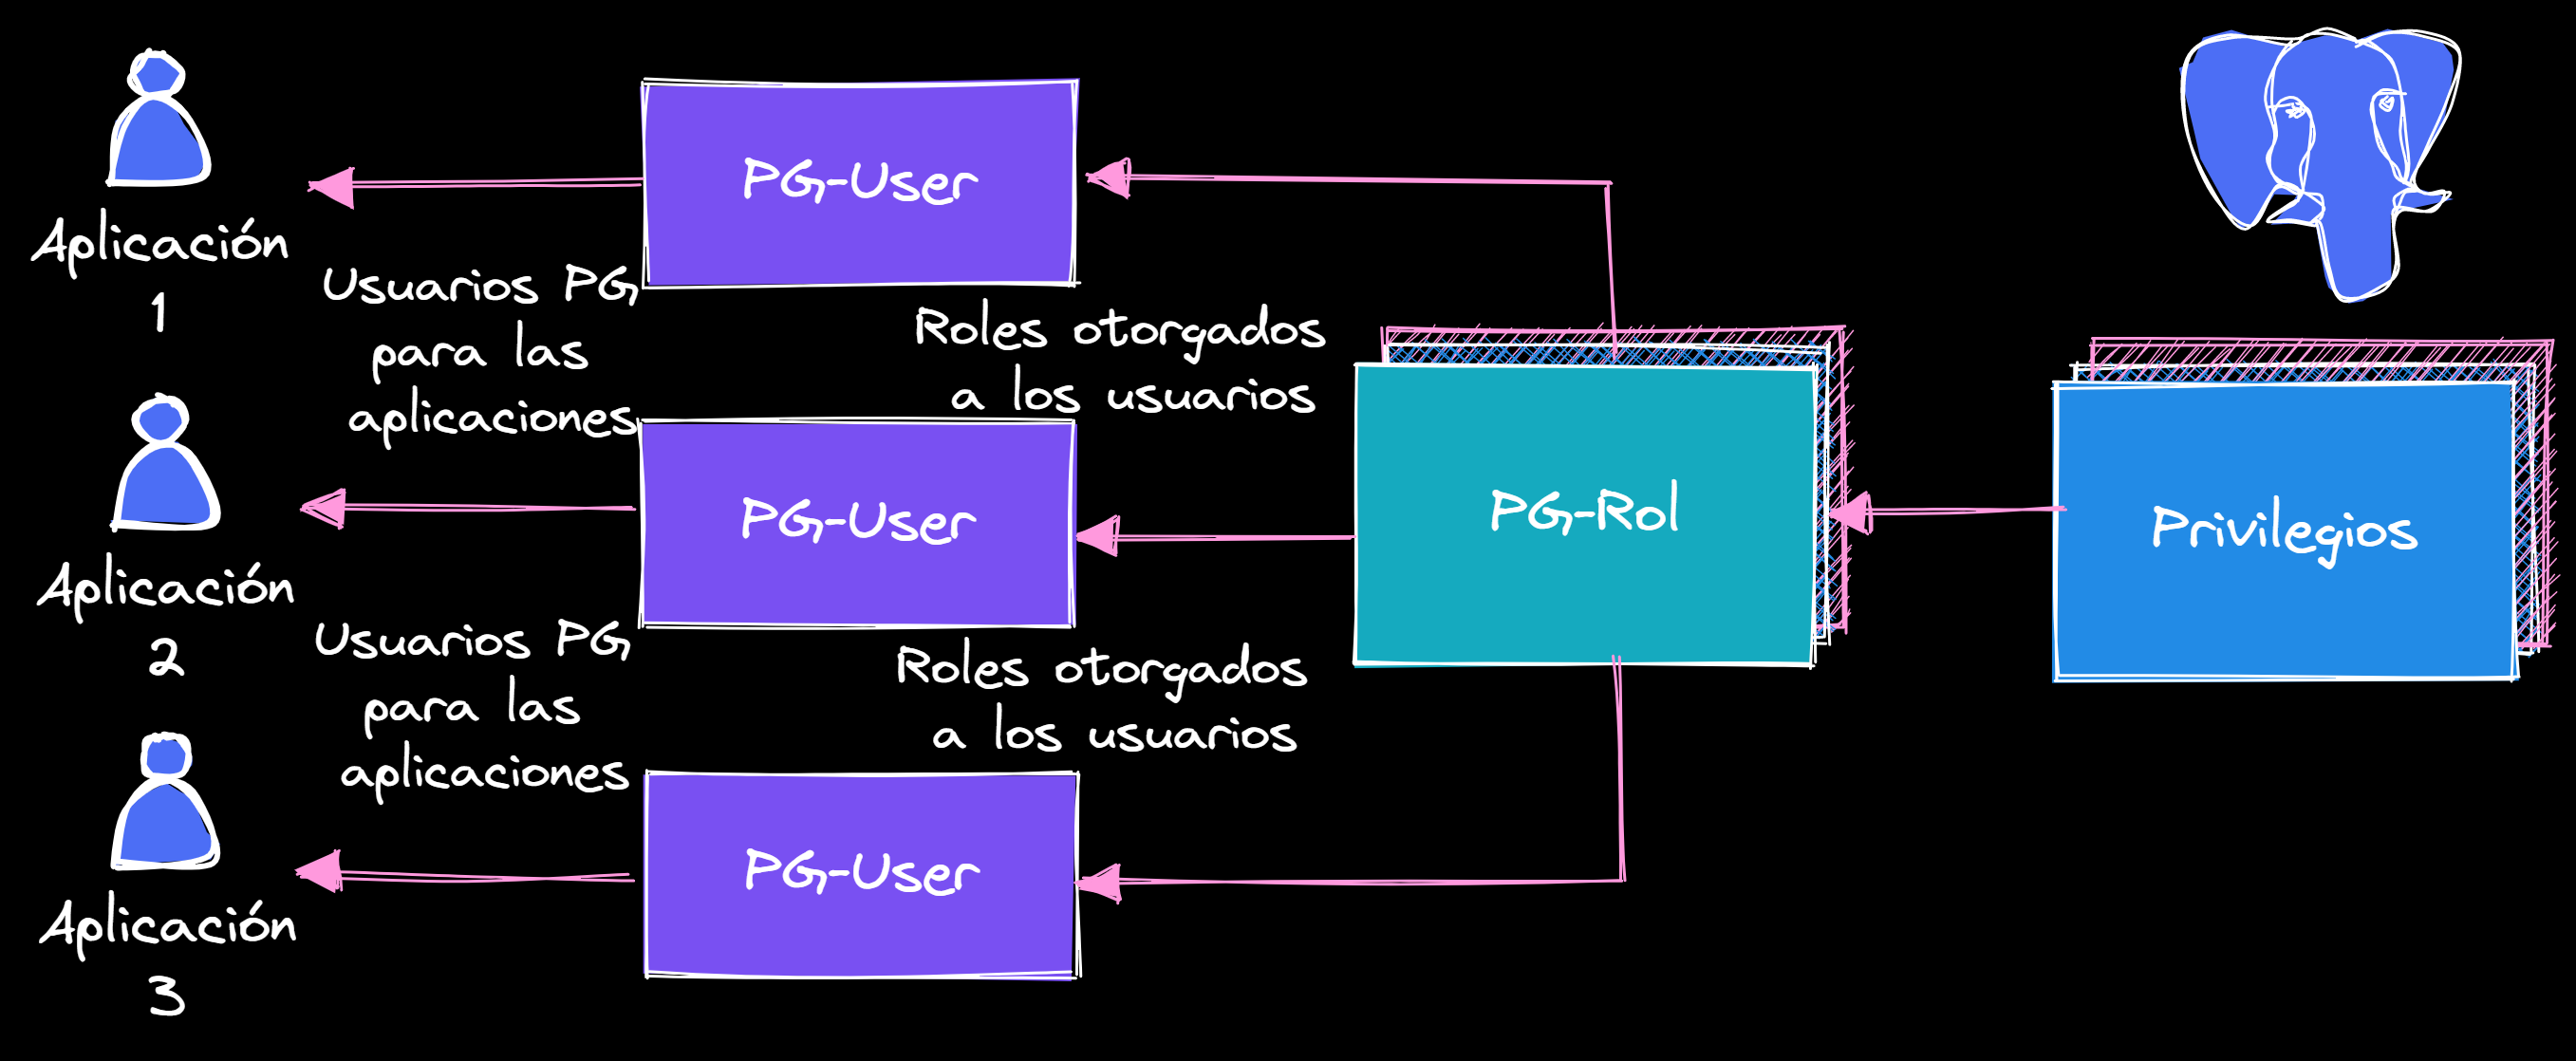 PG-User
Aplicación
1
Usuarios PG
para las
aplicaciones
Roles otorgados
a los usuarios
PG-User
PG-Rol
Privilegios
Aplicación
2
Usuarios PG
para las
aplicaciones
Roles otorgados
a los usuarios
PG-User
Aplicación
3